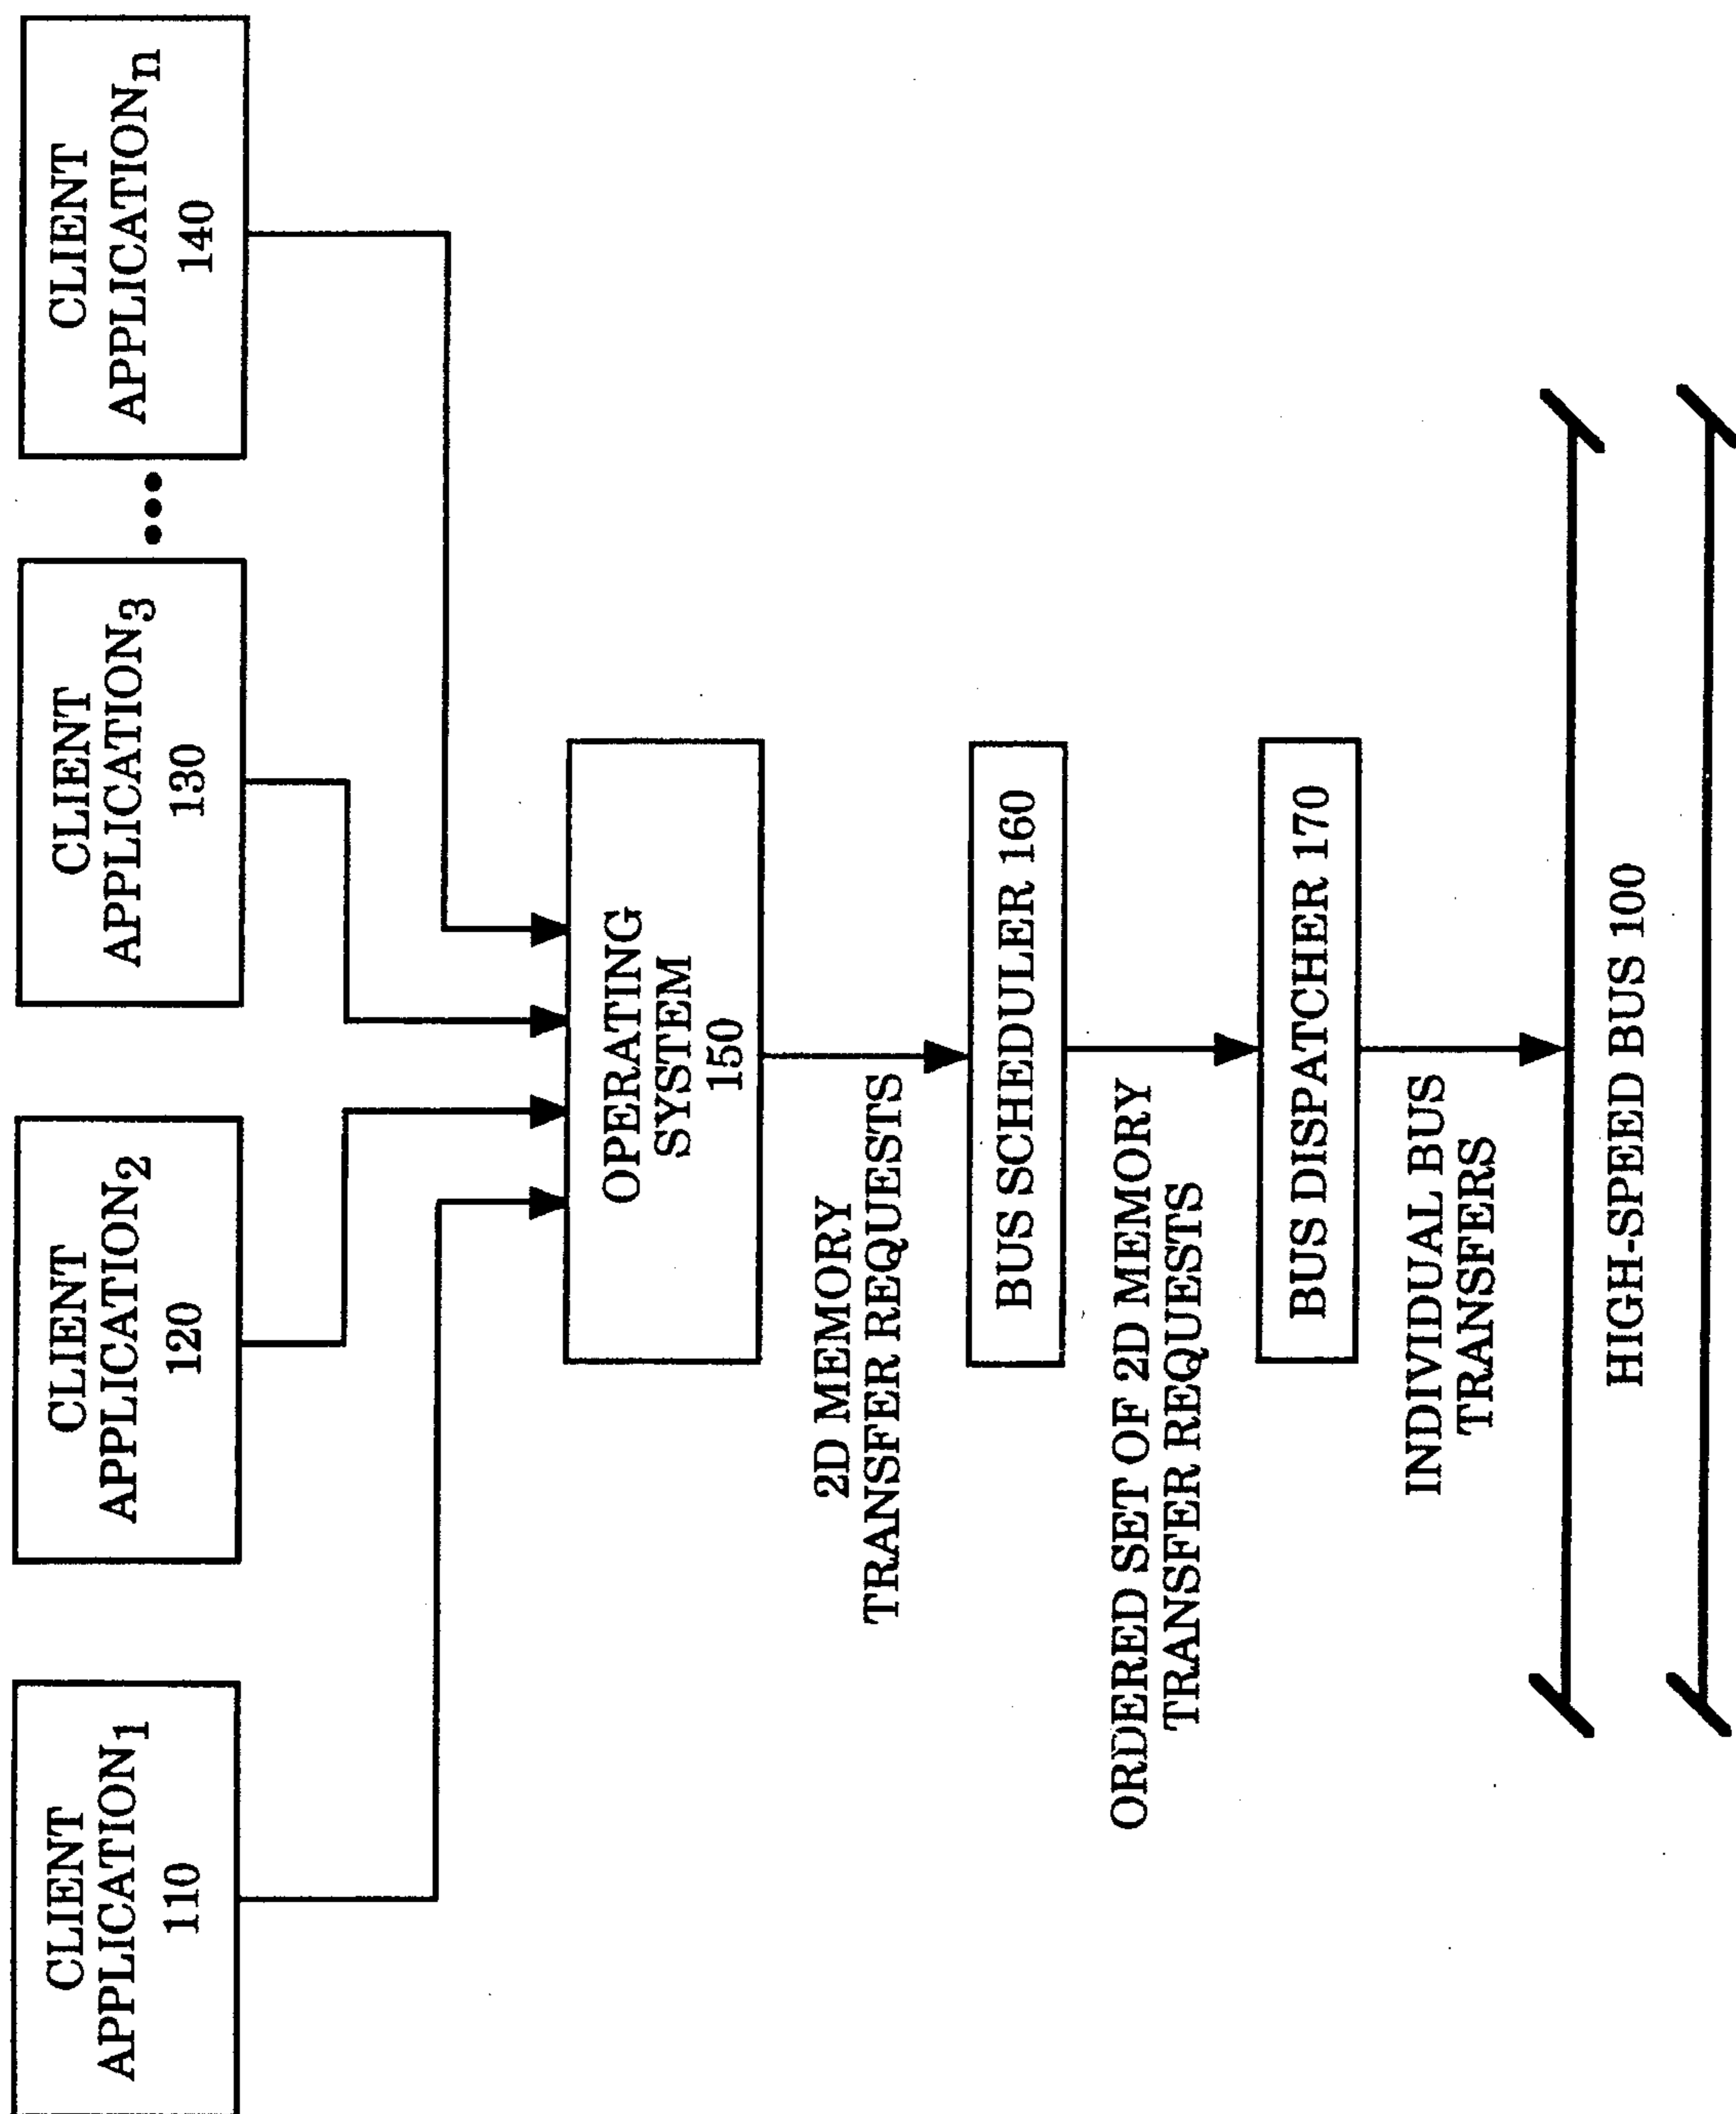 CLIENT
APPLICATION1
110
CLIENT
APPLICATION2
120
CLIENT
APPLICATION3
130
•••
CLIENT
APPLICATIONn
140
OPERATING
SYSTEM
150
2D MEMORY
TRANSFER REQUESTS
BUS SCHEDULER 160
ORDERED SET OF 2D MEMORY
TRANSFER REQUESTS
BUS DISPATCHER 170
INDIVIDUAL BUS
TRANSFERS
HIGH-SPEED BUS 100